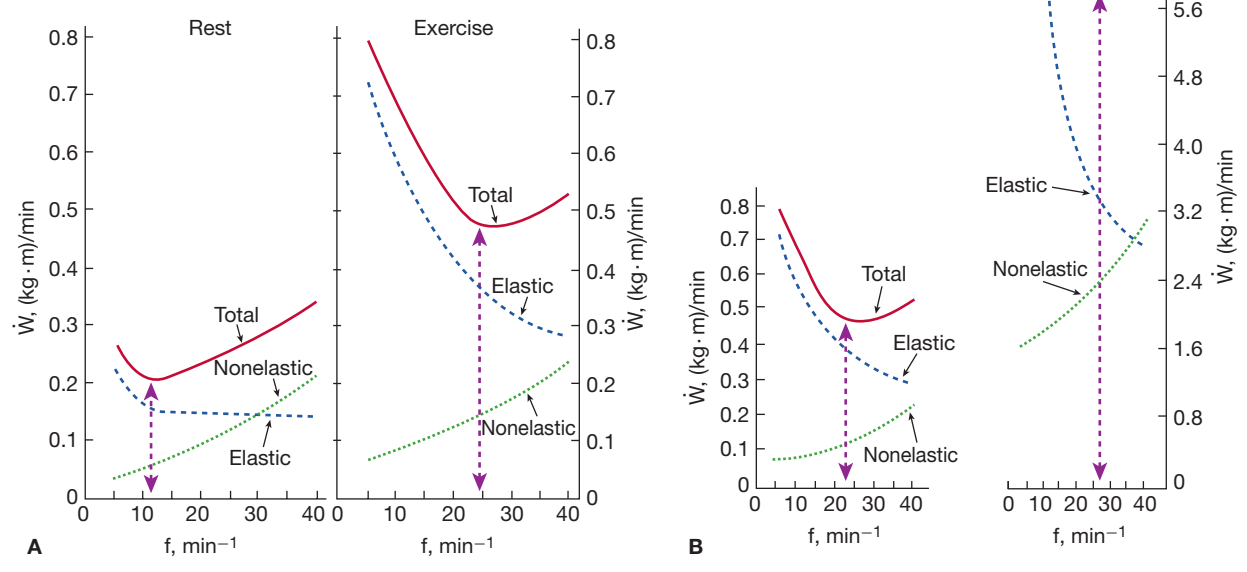 Rest
Exercise
0.8
0.7
0.6
0.5
0.4
0.3
0.2
0.1
0
Ẇ, (kg·m)/min
Total
Nonelastic
Elastic
0 10 20 30 40
f, min−1
A
Total
Elastic
Nonelastic
0.8
0.7
0.6
0.5
0.4
0.3
0.2
0.1
0
Ẇ, (kg·m)/min
0 10 20 30 40
f, min−1
0.8
0.7
0.6
0.5
0.4
0.3
0.2
0.1
0
Ẇ, (kg·m)/min
Total
Elastic
Nonelastic
0 10 20 30 40
f, min−1
B
Elastic
Nonelastic
5.6
4.8
4.0
3.2
2.4
1.6
0.8
0
Ẇ, (kg·m)/min
0 10 20 30 40
f, min−1